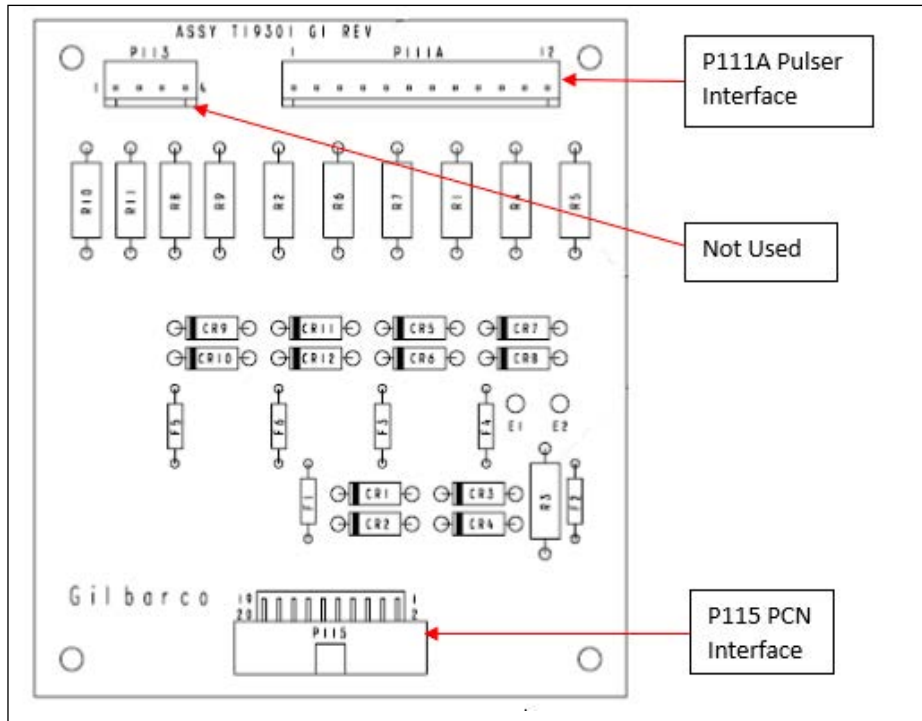 ASSY T19301 G1 REV
P113
1 P111A 12
P111A Pulser
Interface
1 4
R10 R11 R8 R9 R2 R6 R7 R1 R4 R5
Not Used
CR9 CR11 CR5 CR7
CR10 CR12 CR6 CR8
F5 F6 F3 F4
E1 E2
F1 CR1 CR3 R3 F2
CR2 CR4
Gilbarco
19 1
20 2
P115
P115 PCN
Interface